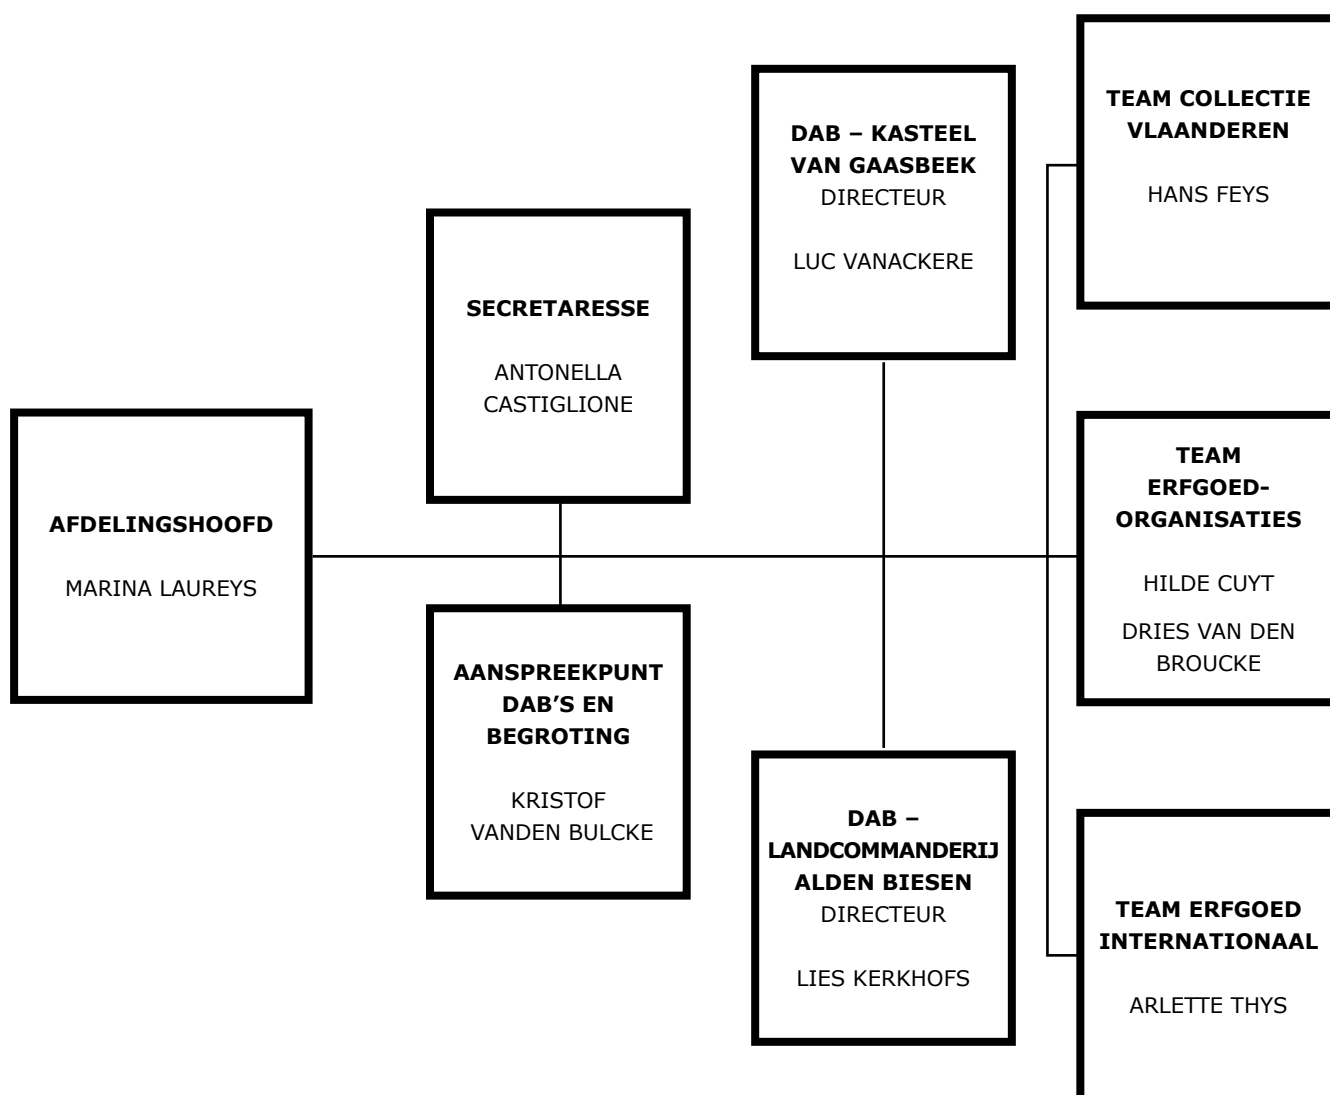 AFDELINGSHOOFD
MARINA LAUREYS
SECRETARESSE
ANTONELLA
CASTIGLIONE
AANSPREEKPUNT
DAB’S EN
BEGROTING
KRISTOF
VANDEN BULCKE
DAB – KASTEEL
VAN GAASBEEK
DIRECTEUR
LUC VANACKERE
DAB –
LANDCOMMANDERIJ
ALDEN BIESEN
DIRECTEUR
LIES KERKHOFS
TEAM COLLECTIE
VLAANDEREN
HANS FEYS
TEAM
ERFGOED-
ORGANISATIES
HILDE CUYT
DRIES VAN DEN
BROUCKE
TEAM ERFGOED
INTERNATIONAAL
ARLETTE THYS